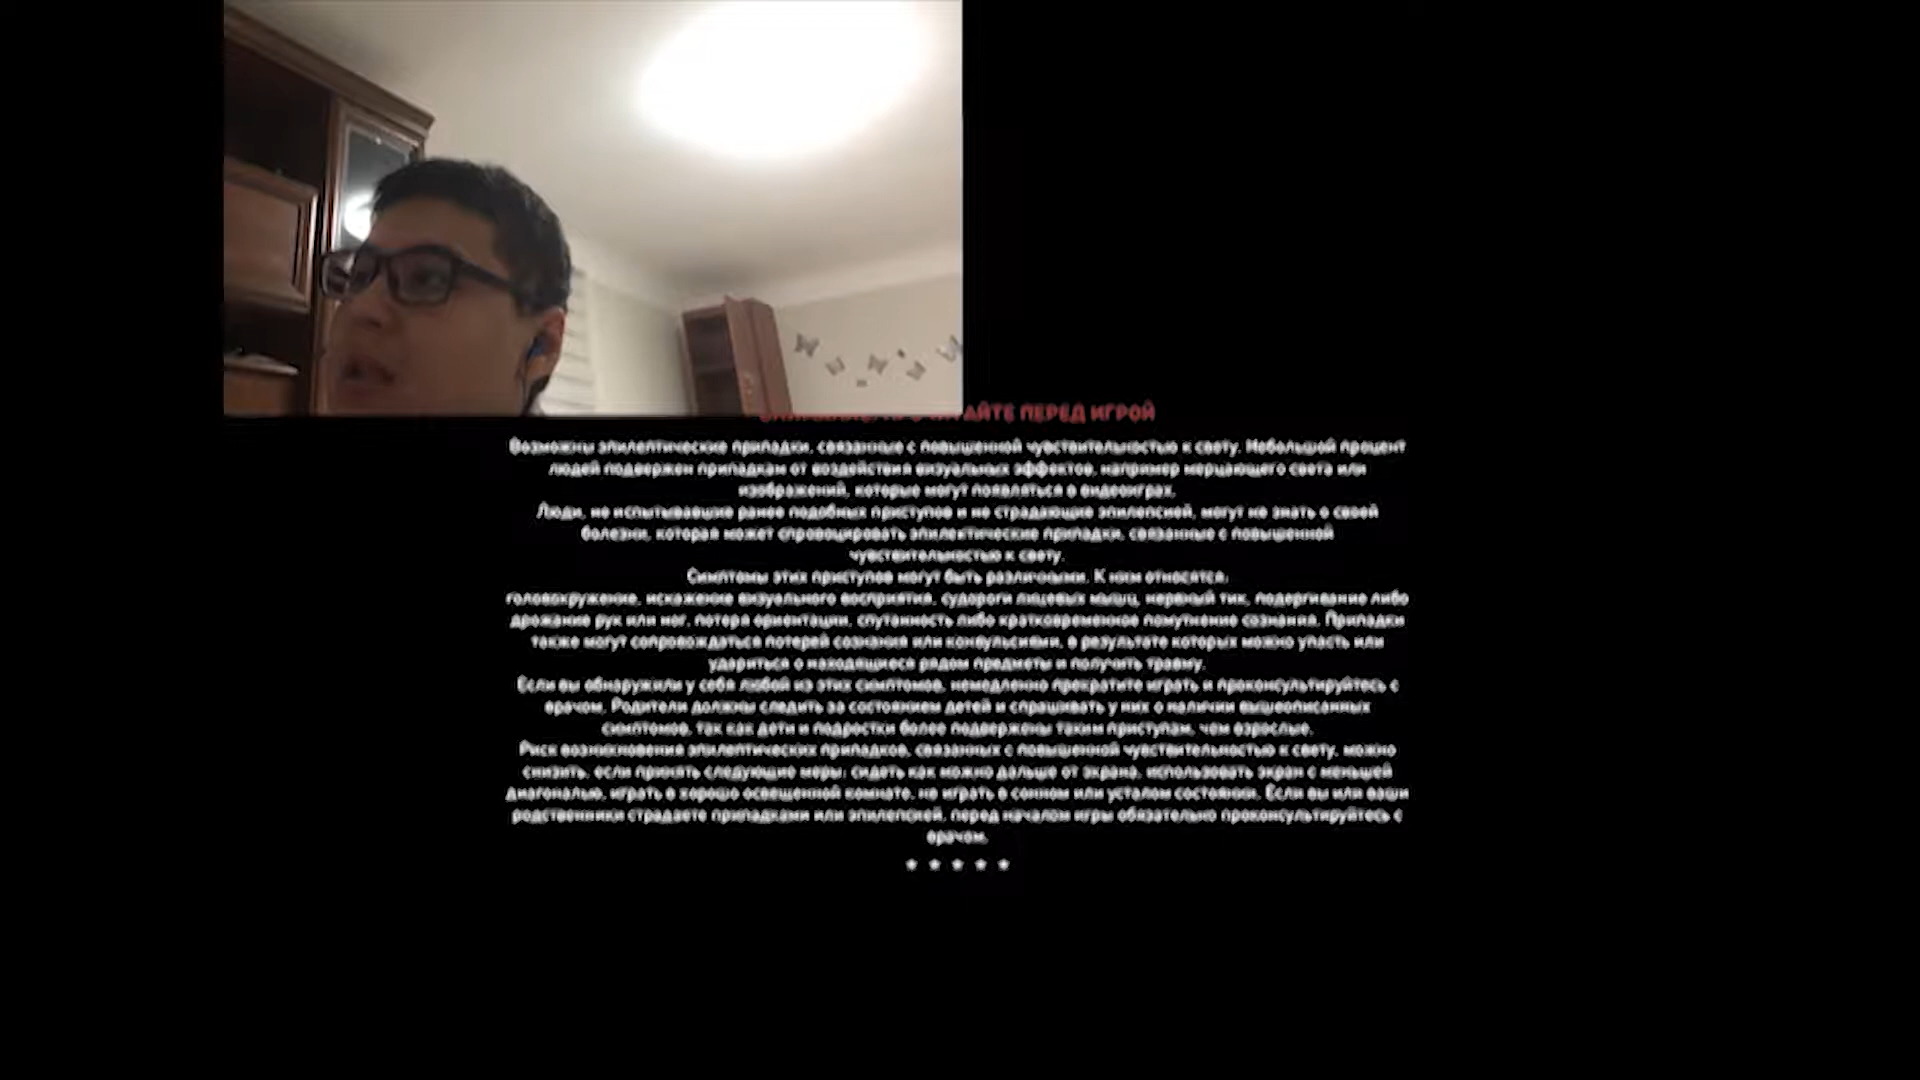 ПЕРЕД ИГРОЙ
Возможны эпилептические припадки, связанные с повышенной чувствительностью к свету. Небольшой процент
людей подвержен припадкам от воздействия визуальных эффектов, например мерцающего света или
изображений, которые могут появляться в видеоиграх.
Люди, не испытывавшие ранее подобных приступов и не страдающие эпилепсией, могут не знать о своей
болезни, которая может спровоцировать эпилектические припадки, связанные с повышенной
чувствительностью к свету.
Симптомы этих приступов могут быть различными. К ним относятся:
головокружение, искажение визуального восприятия, судороги лицевых мышц, нервный тик, подергивание либо
дрожание рук или ног, потеря ориентации, спутанность либо кратковременное помутнение сознания. Припадки
также могут сопровождаться потерей сознания или конвульсиями, в результате которых можно упасть или
удариться о находящиеся рядом предметы и получить травму.
Если вы обнаружили у себя любой из этих симптомов, немедленно прекратите играть и проконсультируйтесь с
врачом. Родители должны следить за состоянием детей и спрашивать у них о наличии вышеописанных
симптомов, так как дети и подростки более подвержены таким приступам, чем взрослые.
Риск возникновения эпилептических припадков, связанных с повышенной чувствительностью к свету, можно
снизить, если принять следующие меры: сидеть как можно дальше от экрана, использовать экран с меньшей
диагональю, играть в хорошо освещенной комнате, не играть в сонном или усталом состоянии. Если вы или ваши
родственники страдаете припадками или эпилепсией, перед началом игры обязательно проконсультируйтесь с
врачом.
* * * * *